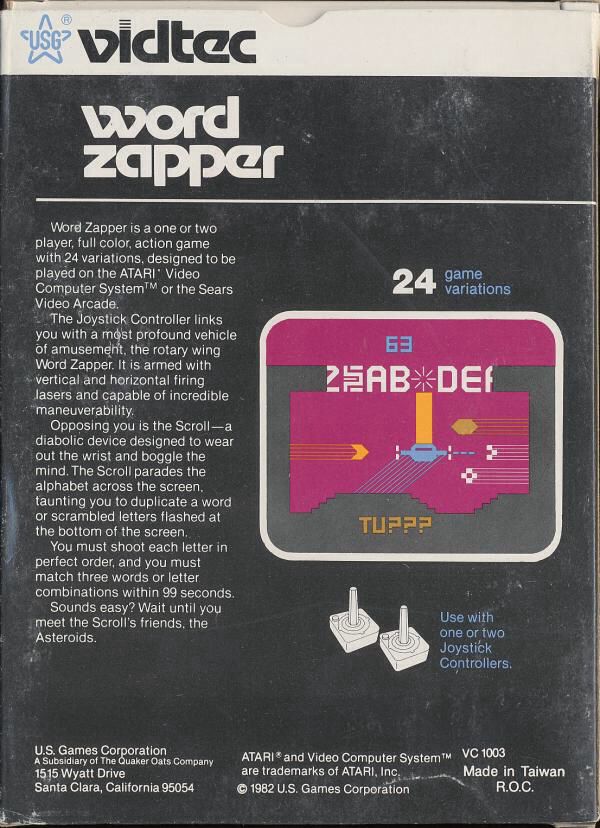 USG®
vidtec
word
zapper
Word Zapper is a one or two
player, full color, action game
with 24 variations, designed to be
played on the ATARI® Video
Computer System™ or the Sears
Video Arcade.
The Joystick Controller links
you with a most profound vehicle
of amusement, the rotary wing
Word Zapper. It is armed with
vertical and horizontal firing
lasers and capable of incredible
maneuverability.
Opposing you is the Scroll—a
diabolic device designed to wear
out the wrist and boggle the
mind. The Scroll parades the
alphabet across the screen,
taunting you to duplicate a word
or scrambled letters flashed at
the bottom of the screen.
You must shoot each letter in
perfect order, and you must
match three words or letter
combinations within 99 seconds.
Sounds easy? Wait until you
meet the Scroll's friends, the
Asteroids.
24 game
variations
63
AB DEF
TU???
Use with
one or two
Joystick
Controllers.
U.S. Games Corporation
A Subsidiary of The Quaker Oats Company
1515 Wyatt Drive
Santa Clara, California 95054
ATARI® and Video Computer System™
are trademarks of ATARI, Inc.
© 1982 U.S. Games Corporation
VC 1003
Made in Taiwan
R.O.C.